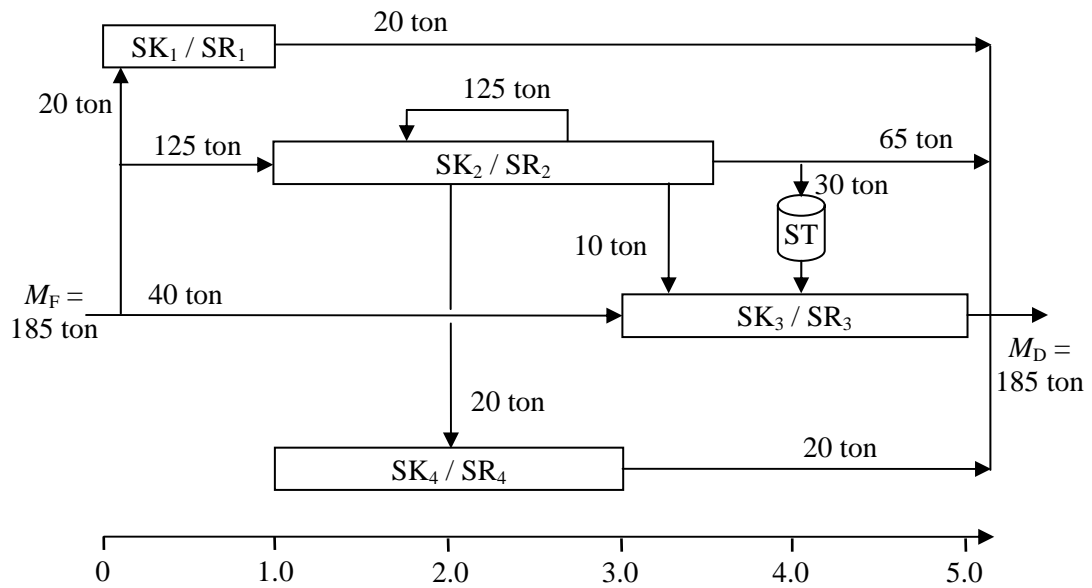 20 ton
SK₁ / SR₁
20 ton
125 ton
125 ton
65 ton
SK₂ / SR₂
30 ton
ST
10 ton
M_F =
185 ton
40 ton
SK₃ / SR₃
M_D =
185 ton
20 ton
20 ton
SK₄ / SR₄
0 1.0 2.0 3.0 4.0 5.0